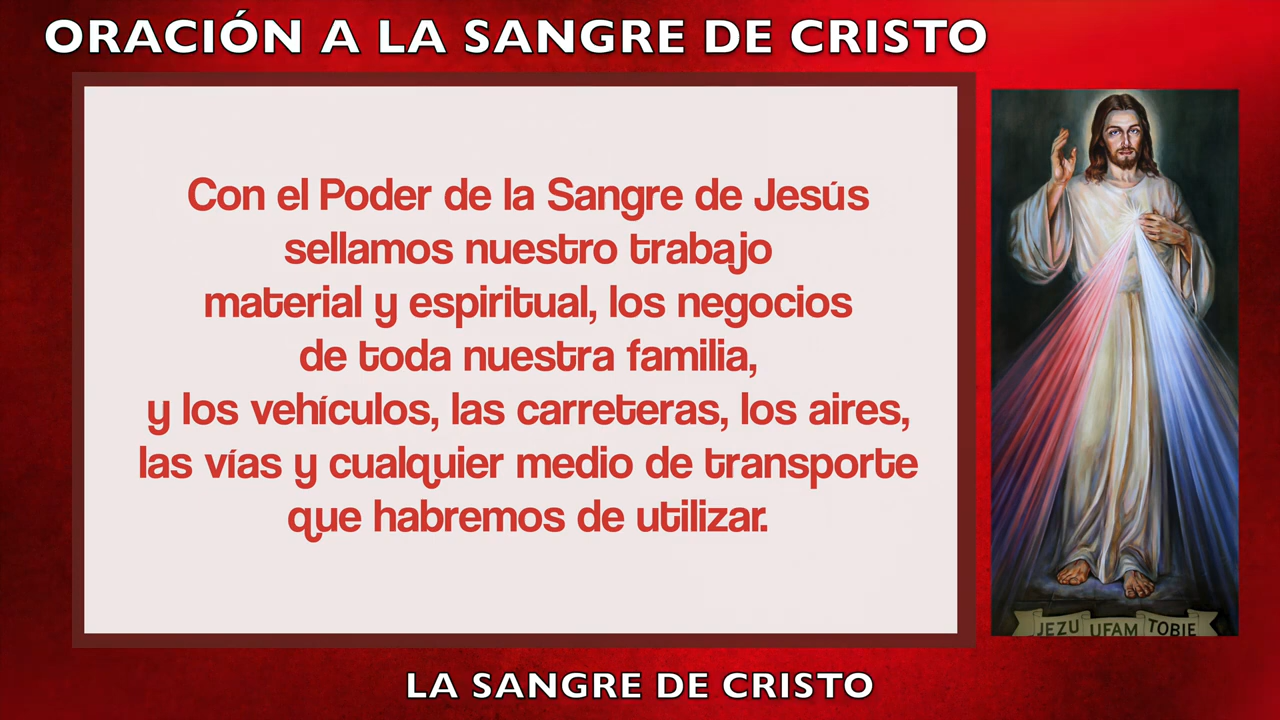 ORACIÓN A LA SANGRE DE CRISTO
Con el Poder de la Sangre de Jesús
sellamos nuestro trabajo
material y espiritual, los negocios
de toda nuestra familia,
y los vehículos, las carreteras, los aires,
las vías y cualquier medio de transporte
que habremos de utilizar.
JEZU UFAM TOBIE
LA SANGRE DE CRISTO